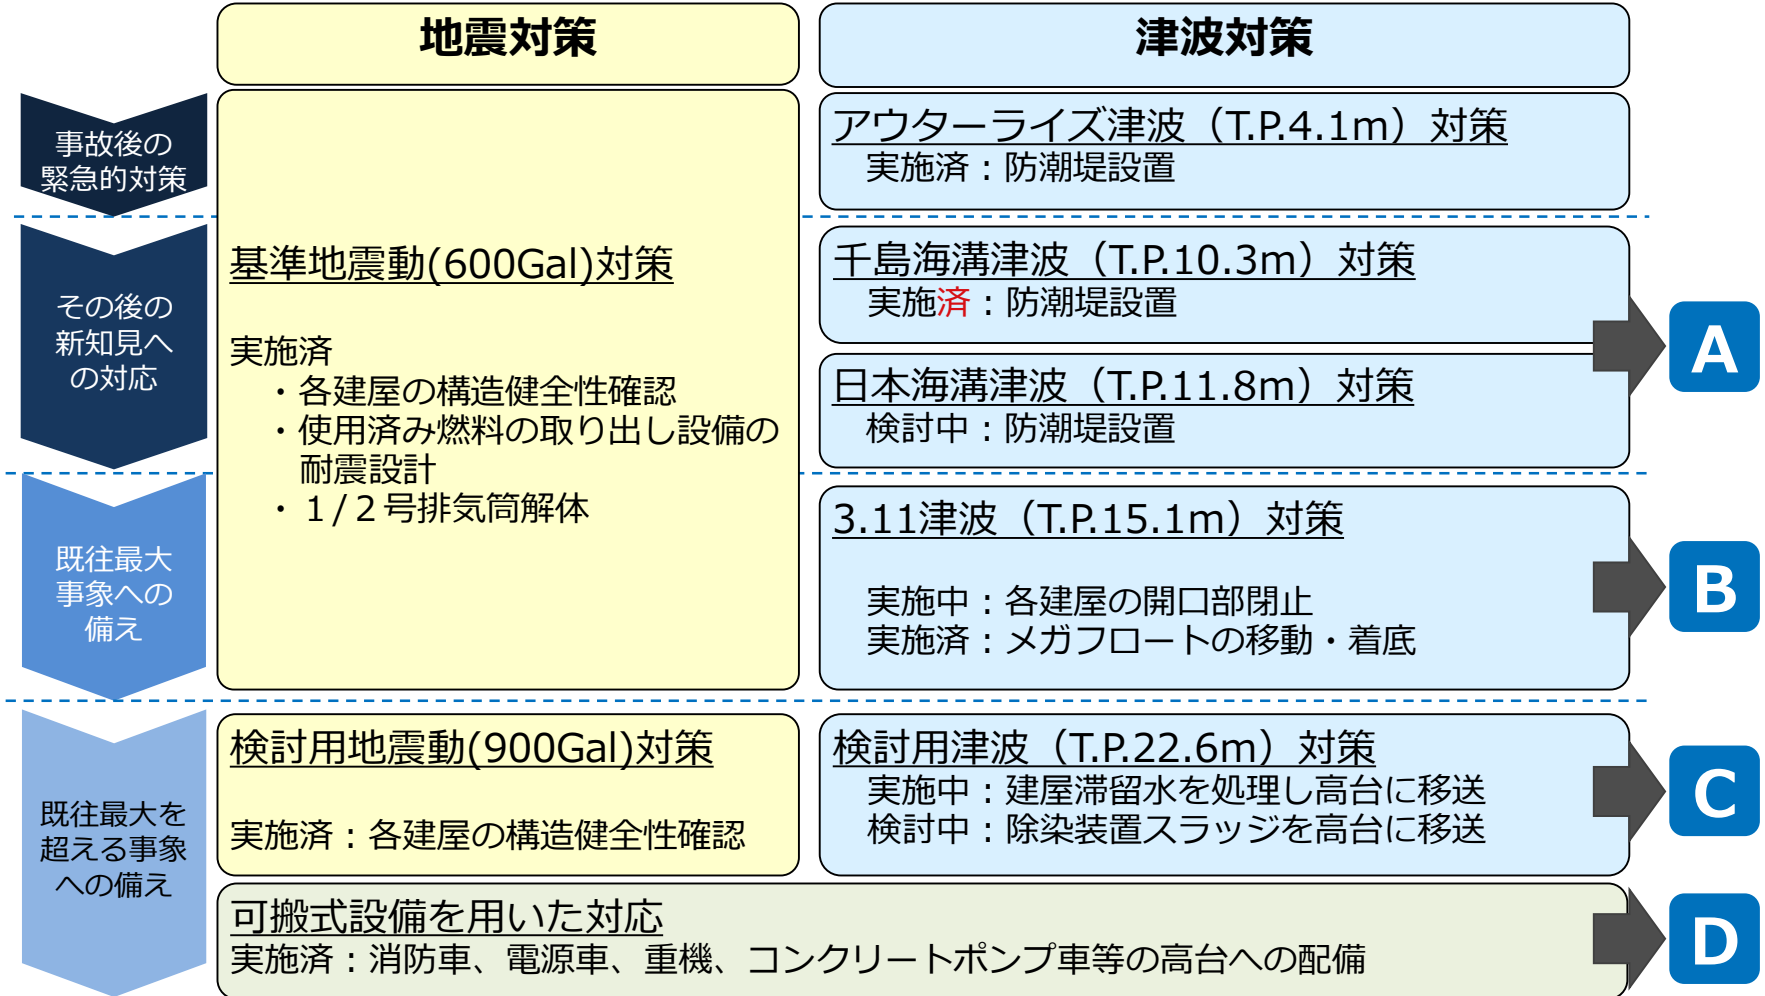 地震対策
津波対策
事故後の
緊急的対策
アウターライズ津波（T.P.4.1m）対策
実施済：防潮堤設置
その後の
新知見へ
の対応
基準地震動(600Gal)対策
実施済
・各建屋の構造健全性確認
・使用済み燃料の取り出し設備の
耐震設計
・１/２号排気筒解体
千島海溝津波（T.P.10.3m）対策
実施済：防潮堤設置
日本海溝津波（T.P.11.8m）対策
検討中：防潮堤設置
A
既往最大
事象への
備え
3.11津波（T.P.15.1m）対策
実施中：各建屋の開口部閉止
実施済：メガフロートの移動・着底
B
既往最大を
超える事象
への備え
検討用地震動(900Gal)対策
実施済：各建屋の構造健全性確認
検討用津波（T.P.22.6m）対策
実施中：建屋滞留水を処理し高台に移送
検討中：除染装置スラッジを高台に移送
C
可搬式設備を用いた対応
実施済：消防車、電源車、重機、コンクリートポンプ車等の高台への配備
D